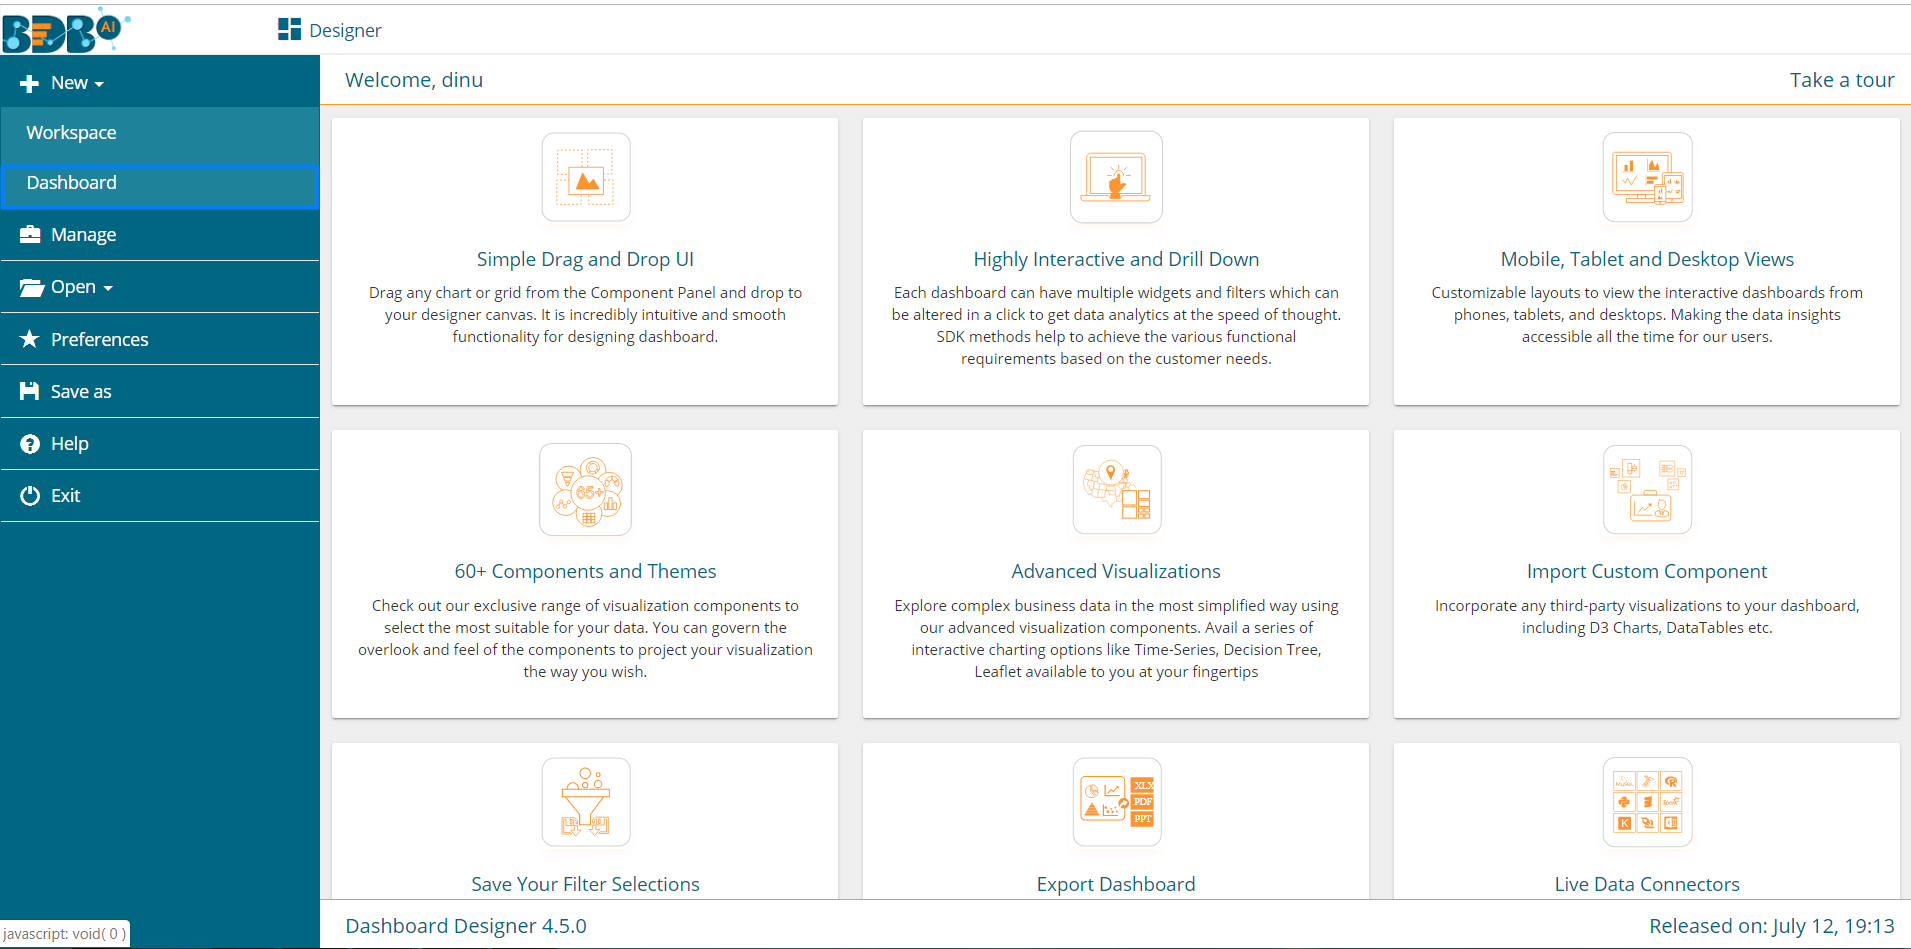 BDB AI
Designer
New
Workspace
Dashboard
Manage
Open
Preferences
Save as
Help
Exit
javascript: void( 0 )
Welcome, dinu
Take a tour
Simple Drag and Drop UI
Drag any chart or grid from the Component Panel and drop to
your designer canvas. It is incredibly intuitive and smooth
functionality for designing dashboard.
Highly Interactive and Drill Down
Each dashboard can have multiple widgets and filters which can
be altered in a click to get data analytics at the speed of thought.
SDK methods help to achieve the various functional
requirements based on the customer needs.
Mobile, Tablet and Desktop Views
Customizable layouts to view the interactive dashboards from
phones, tablets, and desktops. Making the data insights
accessible all the time for our users.
65+
60+ Components and Themes
Check out our exclusive range of visualization components to
select the most suitable for your data. You can govern the
overlook and feel of the components to project your visualization
the way you wish.
Advanced Visualizations
Explore complex business data in the most simplified way using
our advanced visualization components. Avail a series of
interactive charting options like Time-Series, Decision Tree,
Leaflet available to you at your fingertips
Import Custom Component
Incorporate any third-party visualizations to your dashboard,
including D3 Charts, DataTables etc.
Save Your Filter Selections
XLX
PDF
PPT
Export Dashboard
R
K
Live Data Connectors
Dashboard Designer 4.5.0
Released on: July 12, 19:13